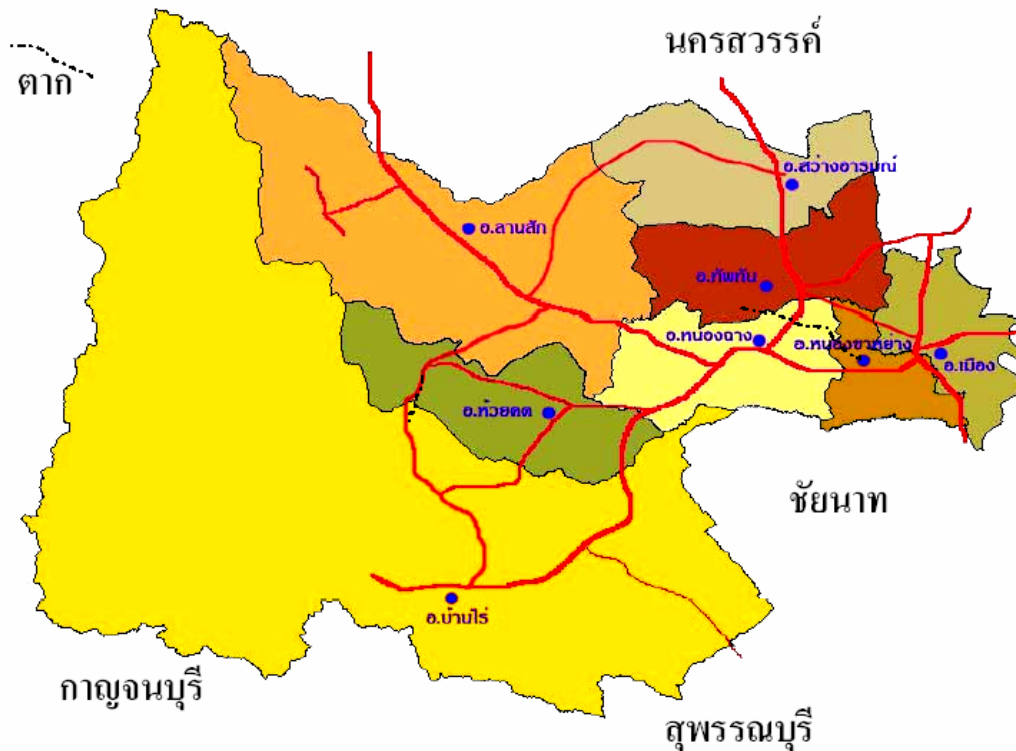 นครสวรรค์
ตาก
อ.สว่างอารมณ์
อ.ลานสัก
อ.ทัพทัน
อ.หนองฉาง
อ.หนองขาหย่าง
อ.เมือง
อ.ห้วยคต
ชัยนาท
อ.บ้านไร่
กาญจนบุรี
สุพรรณบุรี